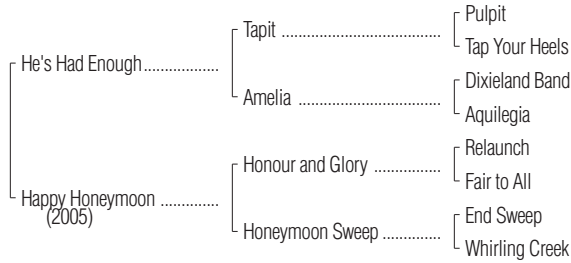 Pulpit
Tapit ........................................
Tap Your Heels
He's Had Enough..................
Dixieland Band
Amelia ....................................
Aquilegia
Relaunch
Honour and Glory ................
Fair to All
Happy Honeymoon ..............
(2005)
End Sweep
Honeymoon Sweep ..............
Whirling Creek